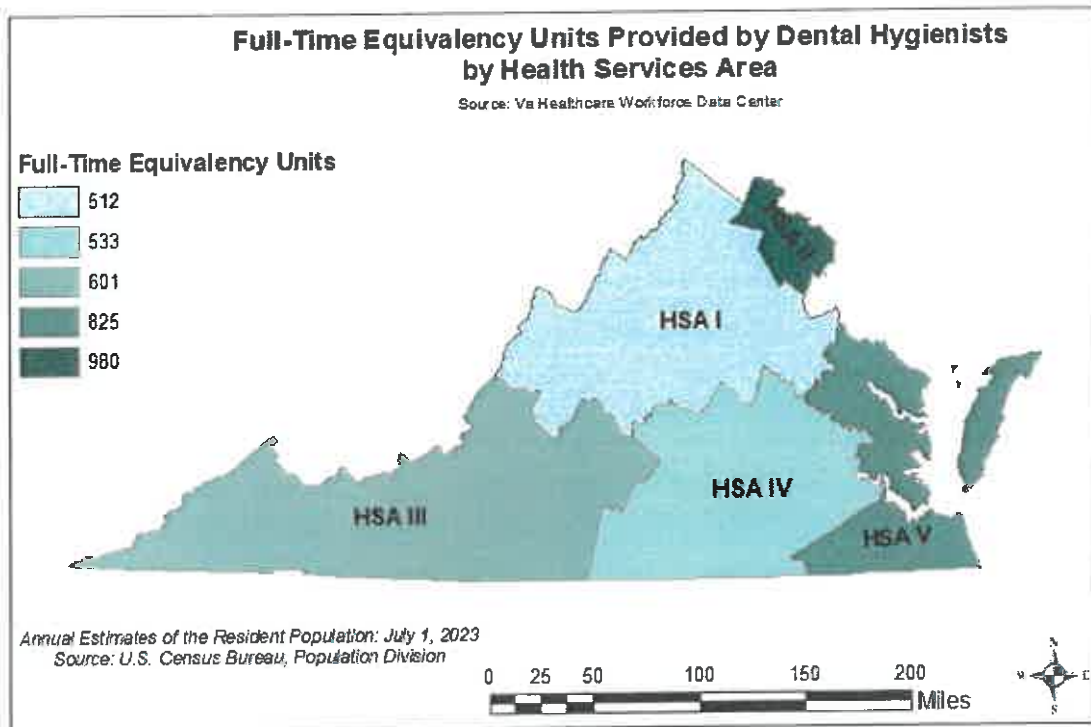 Full-Time Equivalency Units Provided by Dental Hygienists
by Health Services Area
Source: Va Healthcare Workforce Data Center
Full-Time Equivalency Units
512
533
601
825
980
HSA I
HSA III
HSA IV
HSA V
Annual Estimates of the Resident Population: July 1, 2023
Source: U.S. Census Bureau, Population Division
0 25 50 100 150 200
Miles
N
W E
S